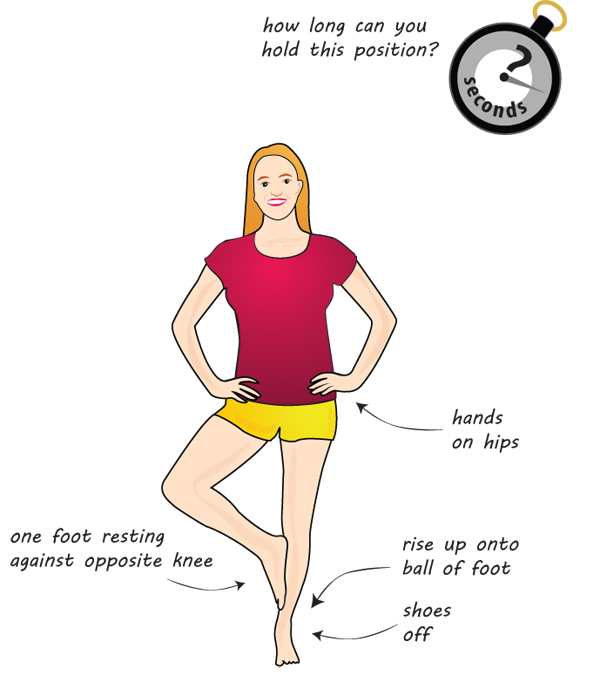 how long can you
hold this position?
?
seconds
hands
on hips
one foot resting
against opposite knee
rise up onto
ball of foot
shoes
off